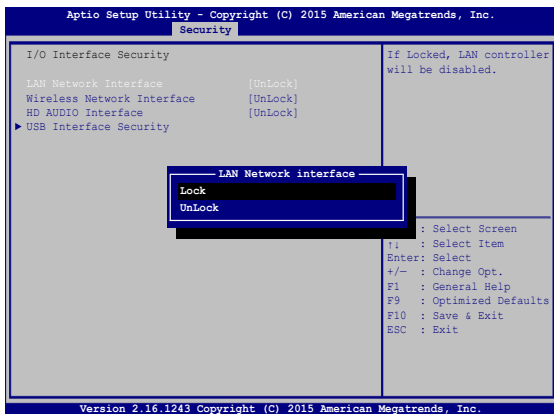 Aptio Setup Utility - Copyright (C) 2015 American Megatrends, Inc.
Security
I/O Interface Security
LAN Network Interface [UnLock]
Wireless Network Interface [UnLock]
HD AUDIO Interface [UnLock]
▶ USB Interface Security
If Locked, LAN controller
will be disabled.
LAN Network interface
Lock
UnLock
: Select Screen
↑↓ : Select Item
Enter: Select
+/— : Change Opt.
F1 : General Help
F9 : Optimized Defaults
F10 : Save & Exit
ESC : Exit
Version 2.16.1243 Copyright (C) 2015 American Megatrends, Inc.